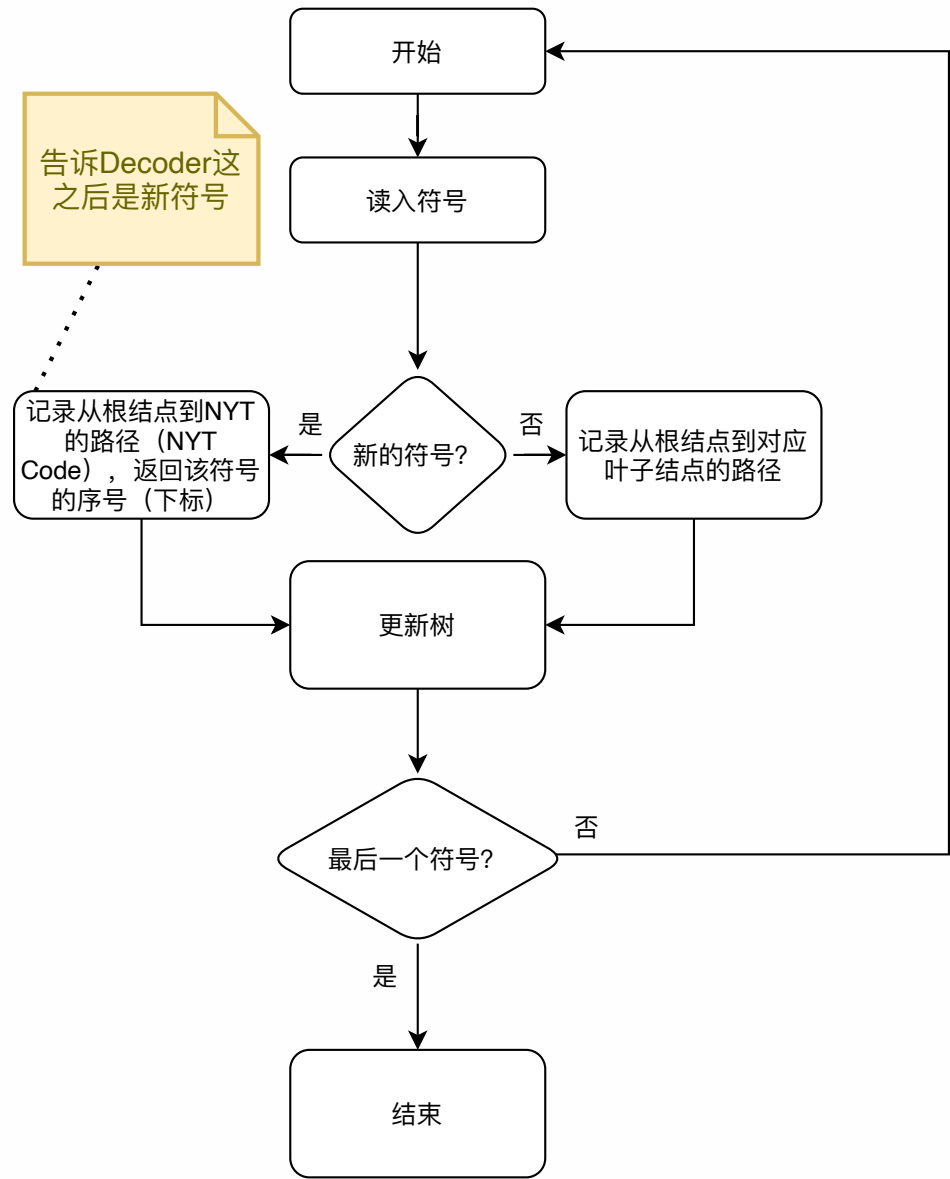 开始
告诉Decoder这
之后是新符号
读入符号
记录从根结点到NYT
的路径（NYT
Code），返回该符号
的序号（下标）
是
新的符号？
否
记录从根结点到对应
叶子结点的路径
更新树
最后一个符号？
否
是
结束